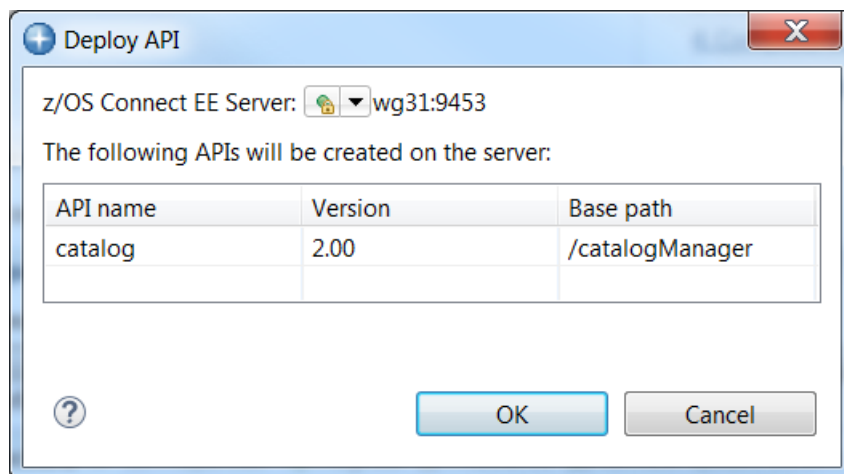 Deploy API
z/OS Connect EE Server: wg31:9453
The following APIs will be created on the server:
API name Version Base path
catalog 2.00 /catalogManager
OK Cancel